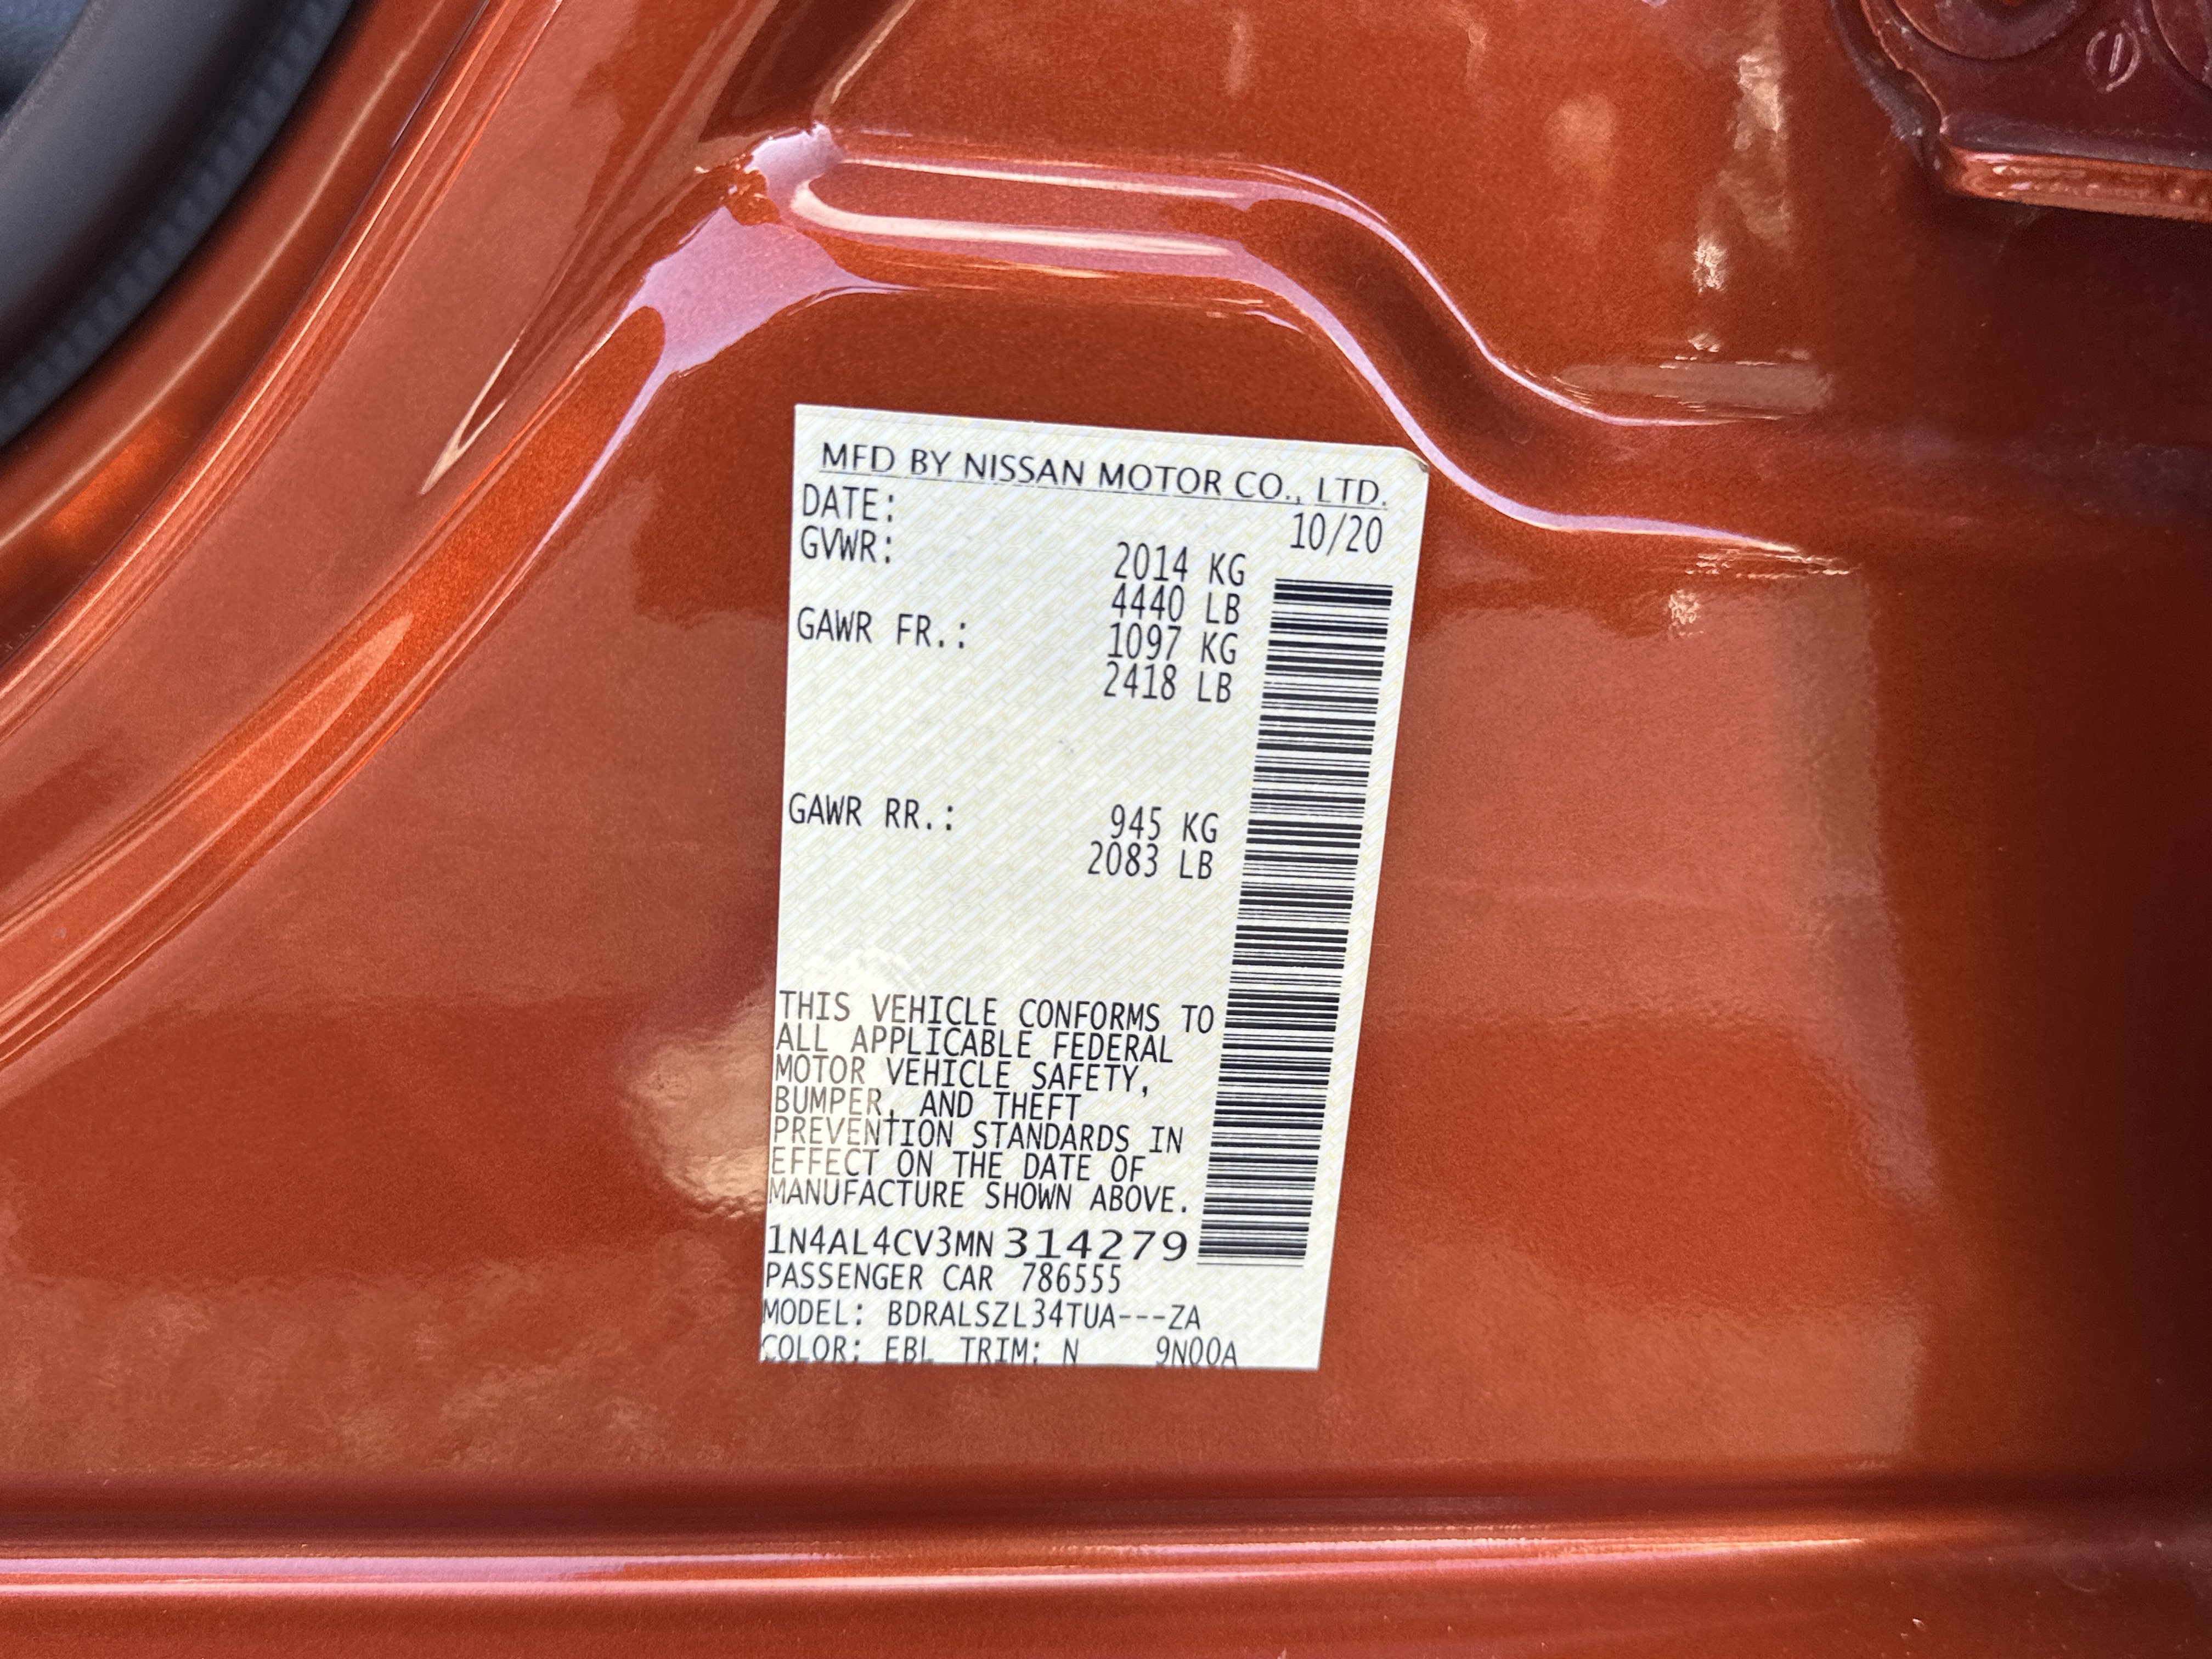 MFD BY NISSAN MOTOR CO., LTD.
DATE: 10/20
GVWR: 2014 KG
4440 LB
GAWR FR.: 1097 KG
2418 LB
GAWR RR.: 945 KG
2083 LB
THIS VEHICLE CONFORMS TO
ALL APPLICABLE FEDERAL
MOTOR VEHICLE SAFETY,
BUMPER, AND THEFT
PREVENTION STANDARDS IN
EFFECT ON THE DATE OF
MANUFACTURE SHOWN ABOVE.
1N4AL4CV3MN314279
PASSENGER CAR 786555
MODEL: BDRALSZL34TUA---ZA
COLOR: EBL TRIM: N 9N00A